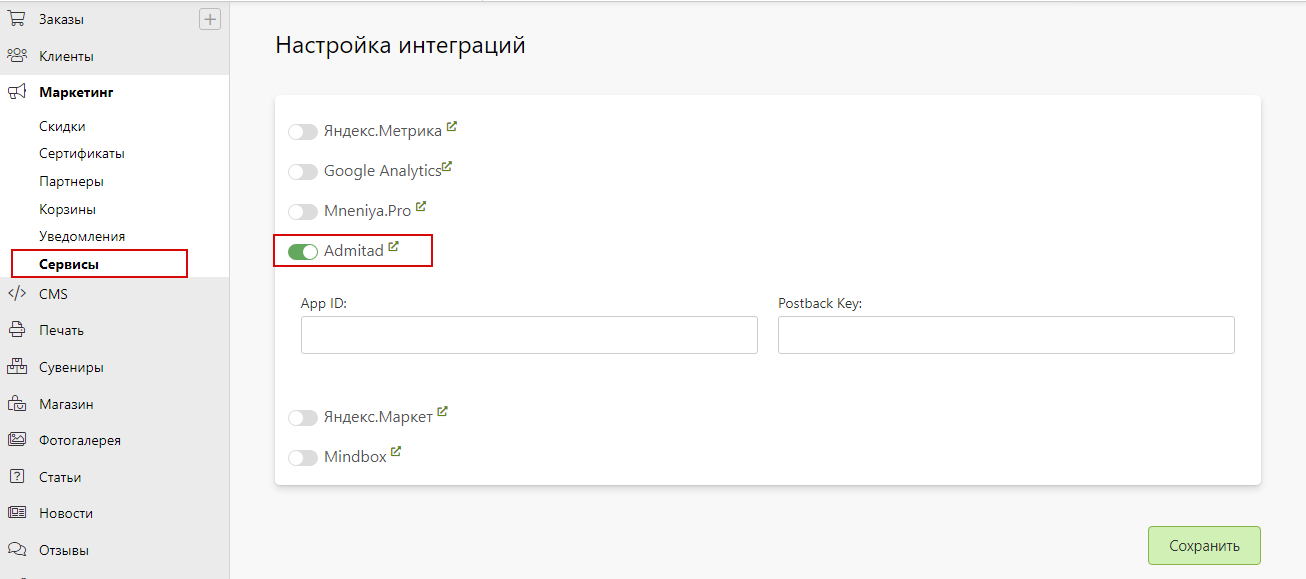 Заказы
Клиенты
Маркетинг
Скидки
Сертификаты
Партнеры
Корзины
Уведомления
Сервисы
CMS
Печать
Сувениры
Магазин
Фотогалерея
Статьи
Новости
Отзывы
Настройка интеграций
Яндекс.Метрика
Google Analytics
Mneniya.Pro
Admitad
App ID:
Postback Key:
Яндекс.Маркет
Mindbox
Сохранить